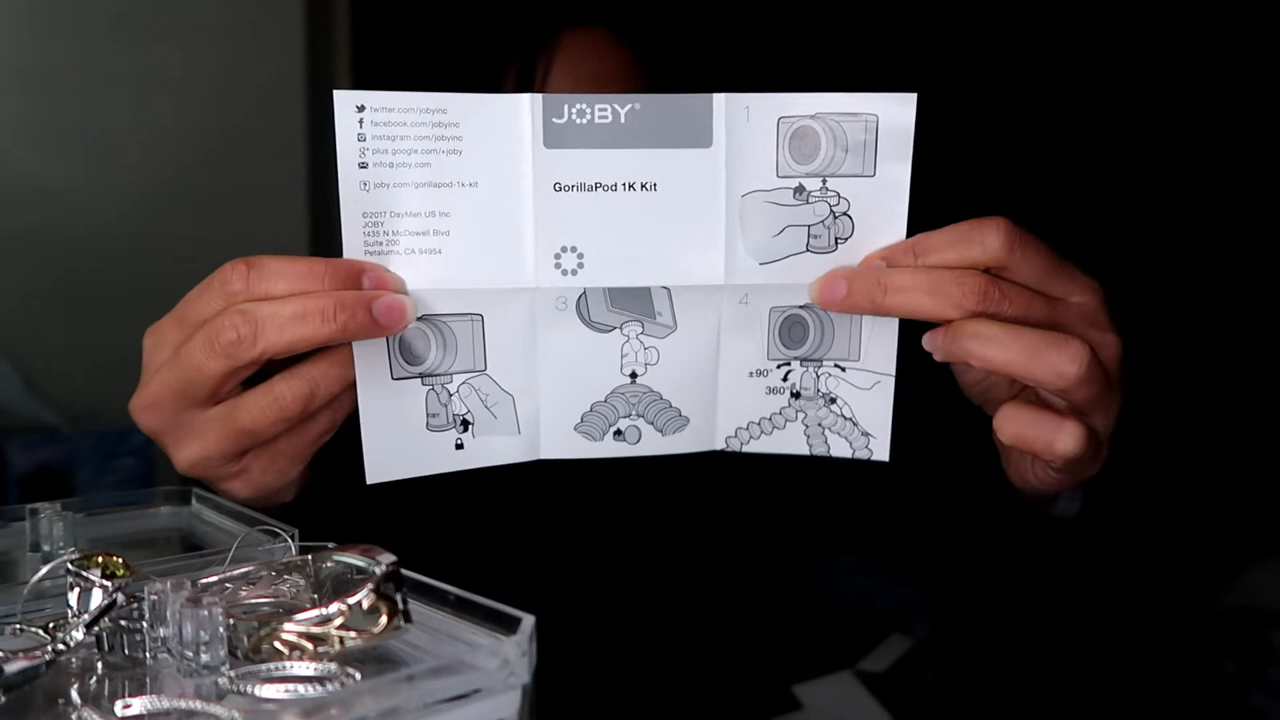 twitter.com/jobyinc
facebook.com/jobyinc
instagram.com/jobyinc
plus.google.com/+joby
info@joby.com
joby.com/gorillapod-1k-kit
©2017 DayMen US Inc
JOBY
1435 N McDowell Blvd
Suite 200
Petaluma, CA 94954
JOBY®
GorillaPod 1K Kit
1
JOBY
JOBY
3
4
±90°
360°